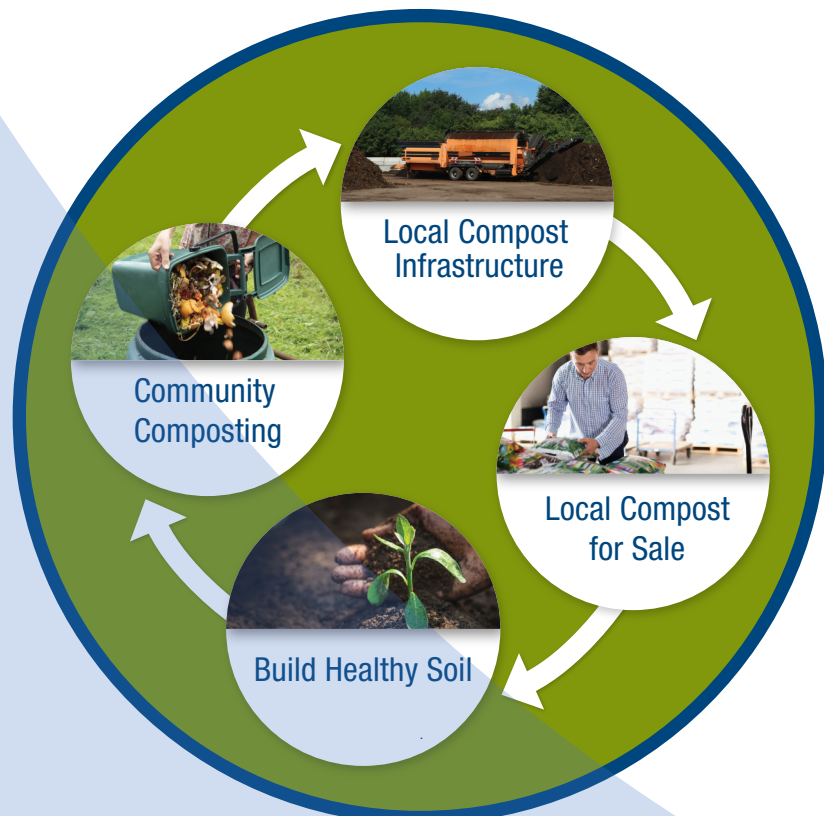 Local Compost
Infrastructure
Community
Composting
Local Compost
for Sale
Build Healthy Soil